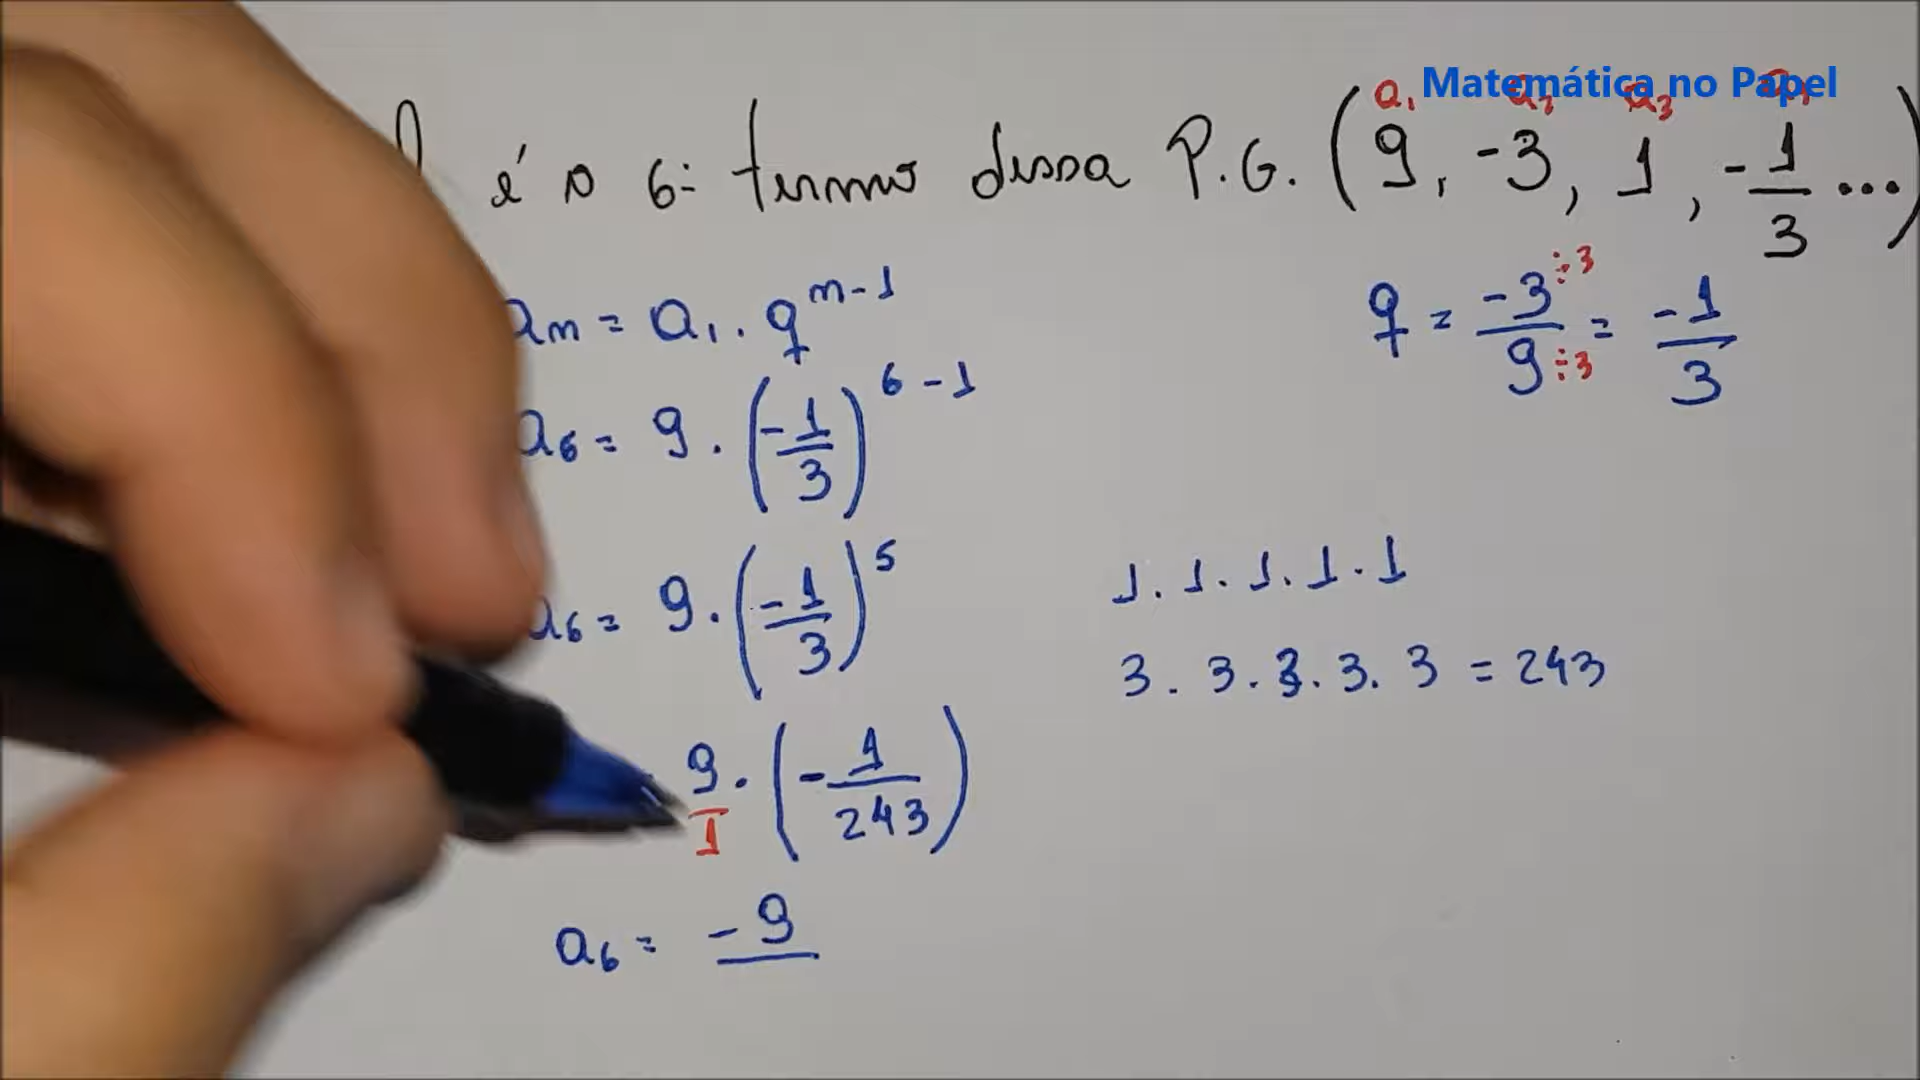 Matemática no Papel
a₁ a₂ a₃
é o 6º termo dessa P.G. (9, -3, 1, -1/3 ...)
an = a₁ . q^(n-1)
q = -3/9 = -1/3
÷3
÷3
a₆ = 9 . (-1/3)^(6-1)
a₆ = 9 . (-1/3)^5
1 . 1 . 1 . 1 . 1
3 . 3 . 3 . 3 . 3 = 243
9/1 . (-1/243)
a₆ = -9